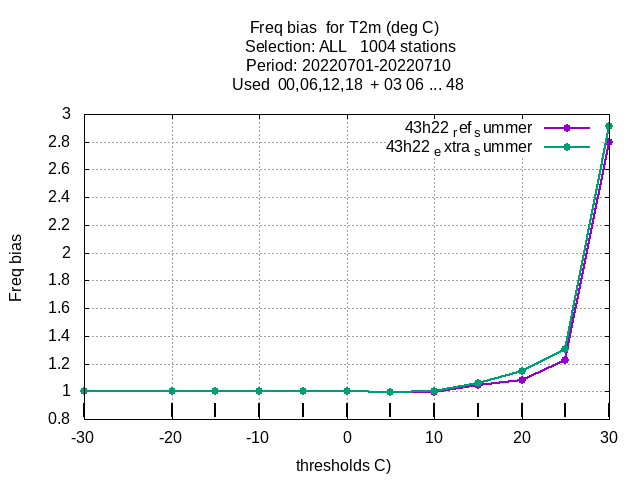 Freq bias  for T2m (deg C)
Selection: ALL   1004 stations
Period: 20220701-20220710
Used  00,06,12,18  + 03 06 ... 48
3
2.8
2.6
2.4
2.2
2
1.8
1.6
1.4
1.2
1
0.8
Freq bias
43h22 ref summer
43h22 extra summer
-30 -20 -10 0 10 20 30
thresholds C)